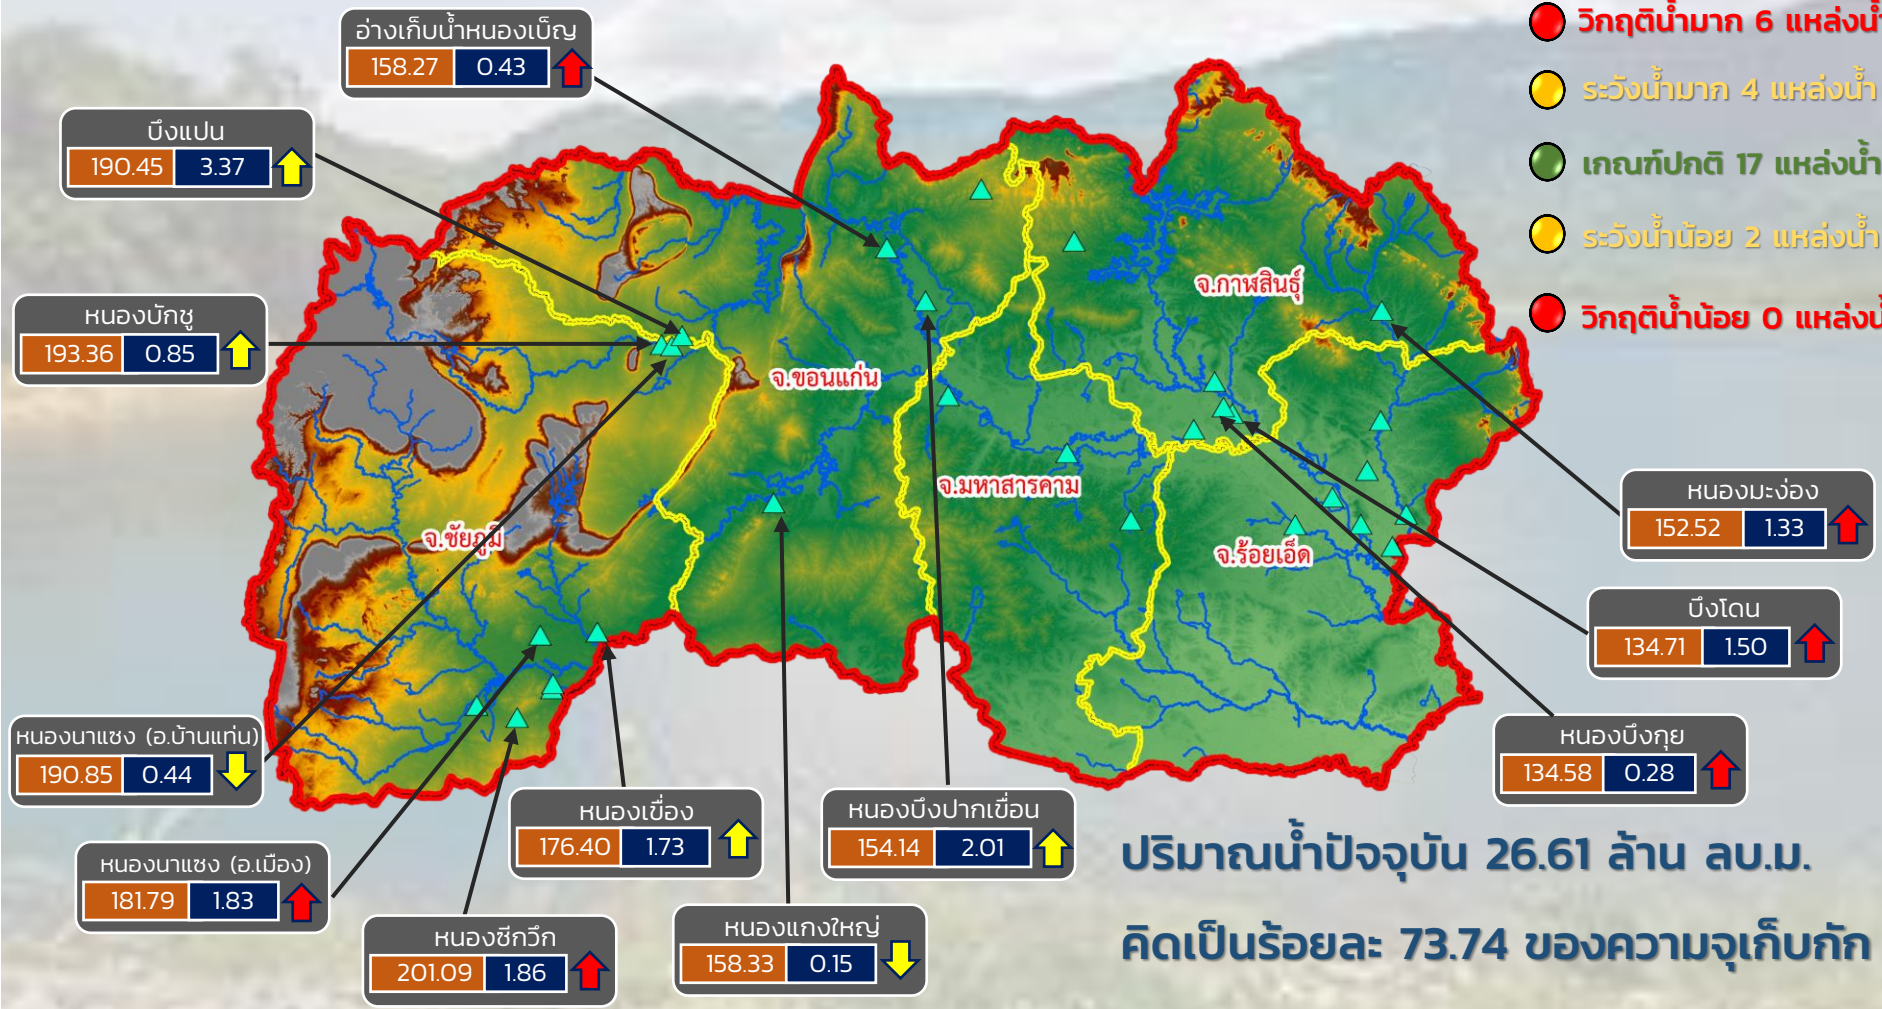 อ่างเก็บน้ำหนองเบ็ญ
158.27 0.43
วิกฤติน้ำมาก 6 แหล่งน้ำ
ระวังน้ำมาก 4 แหล่งน้ำ
เกณฑ์ปกติ 17 แหล่งน้ำ
ระวังน้ำน้อย 2 แหล่งน้ำ
วิกฤติน้ำน้อย 0 แหล่งน้ำ
บึงแปน
190.45 3.37
หนองบักซู
193.36 0.85
จ.กาฬสินธุ์
จ.ขอนแก่น
จ.มหาสารคาม
จ.ชัยภูมิ
จ.ร้อยเอ็ด
หนองมะง่อง
152.52 1.33
บึงโดน
134.71 1.50
หนองบึงกุย
134.58 0.28
หนองนาแซง (อ.บ้านแท่น)
190.85 0.44
หนองเขื่อง
176.40 1.73
หนองบึงปากเขื่อน
154.14 2.01
หนองนาแซง (อ.เมือง)
181.79 1.83
หนองซีกวึก
201.09 1.86
หนองแกงใหญ่
158.33 0.15
ปริมาณน้ำปัจจุบัน 26.61 ล้าน ลบ.ม.
คิดเป็นร้อยละ 73.74 ของความจุเก็บกัก